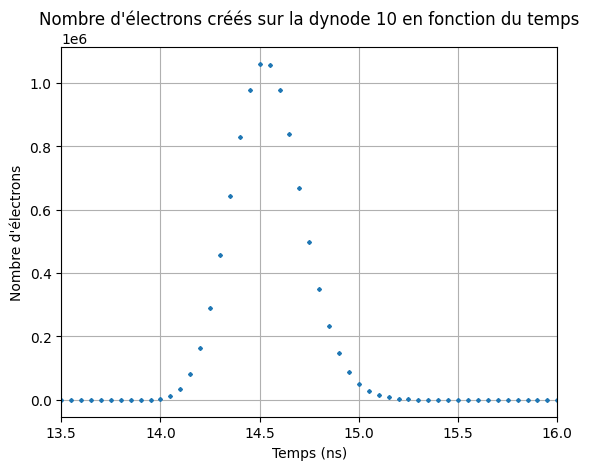 Nombre d'électrons créés sur la dynode 10 en fonction du temps
1e6
1.0
0.8
0.6
0.4
0.2
0.0
Nombre d'électrons
13.5 14.0 14.5 15.0 15.5 16.0
Temps (ns)